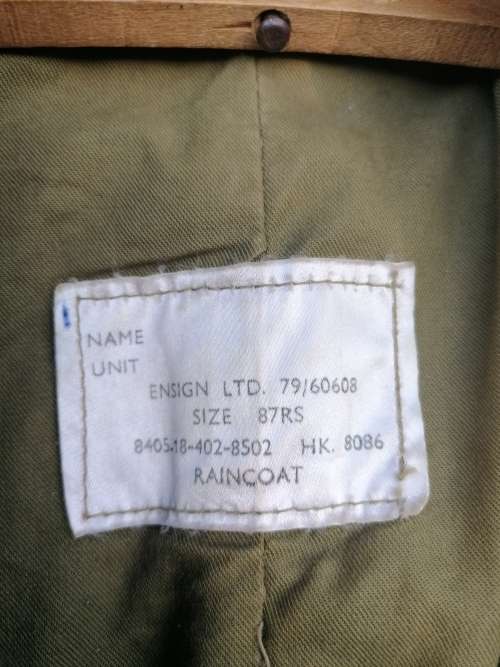 NAME
UNIT
ENSIGN LTD. 79/60608
SIZE 87RS
8405-18-402-8502 HK. 8086
RAINCOAT